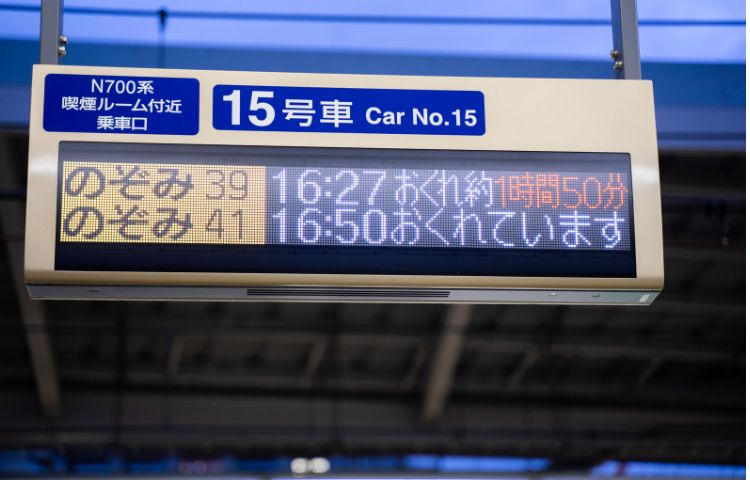 N700系
喫煙ルーム付近
乗車口
15号車 Car No.15
のぞみ 39 16:27 おくれ約1時間50分
のぞみ 41 16:50 おくれています